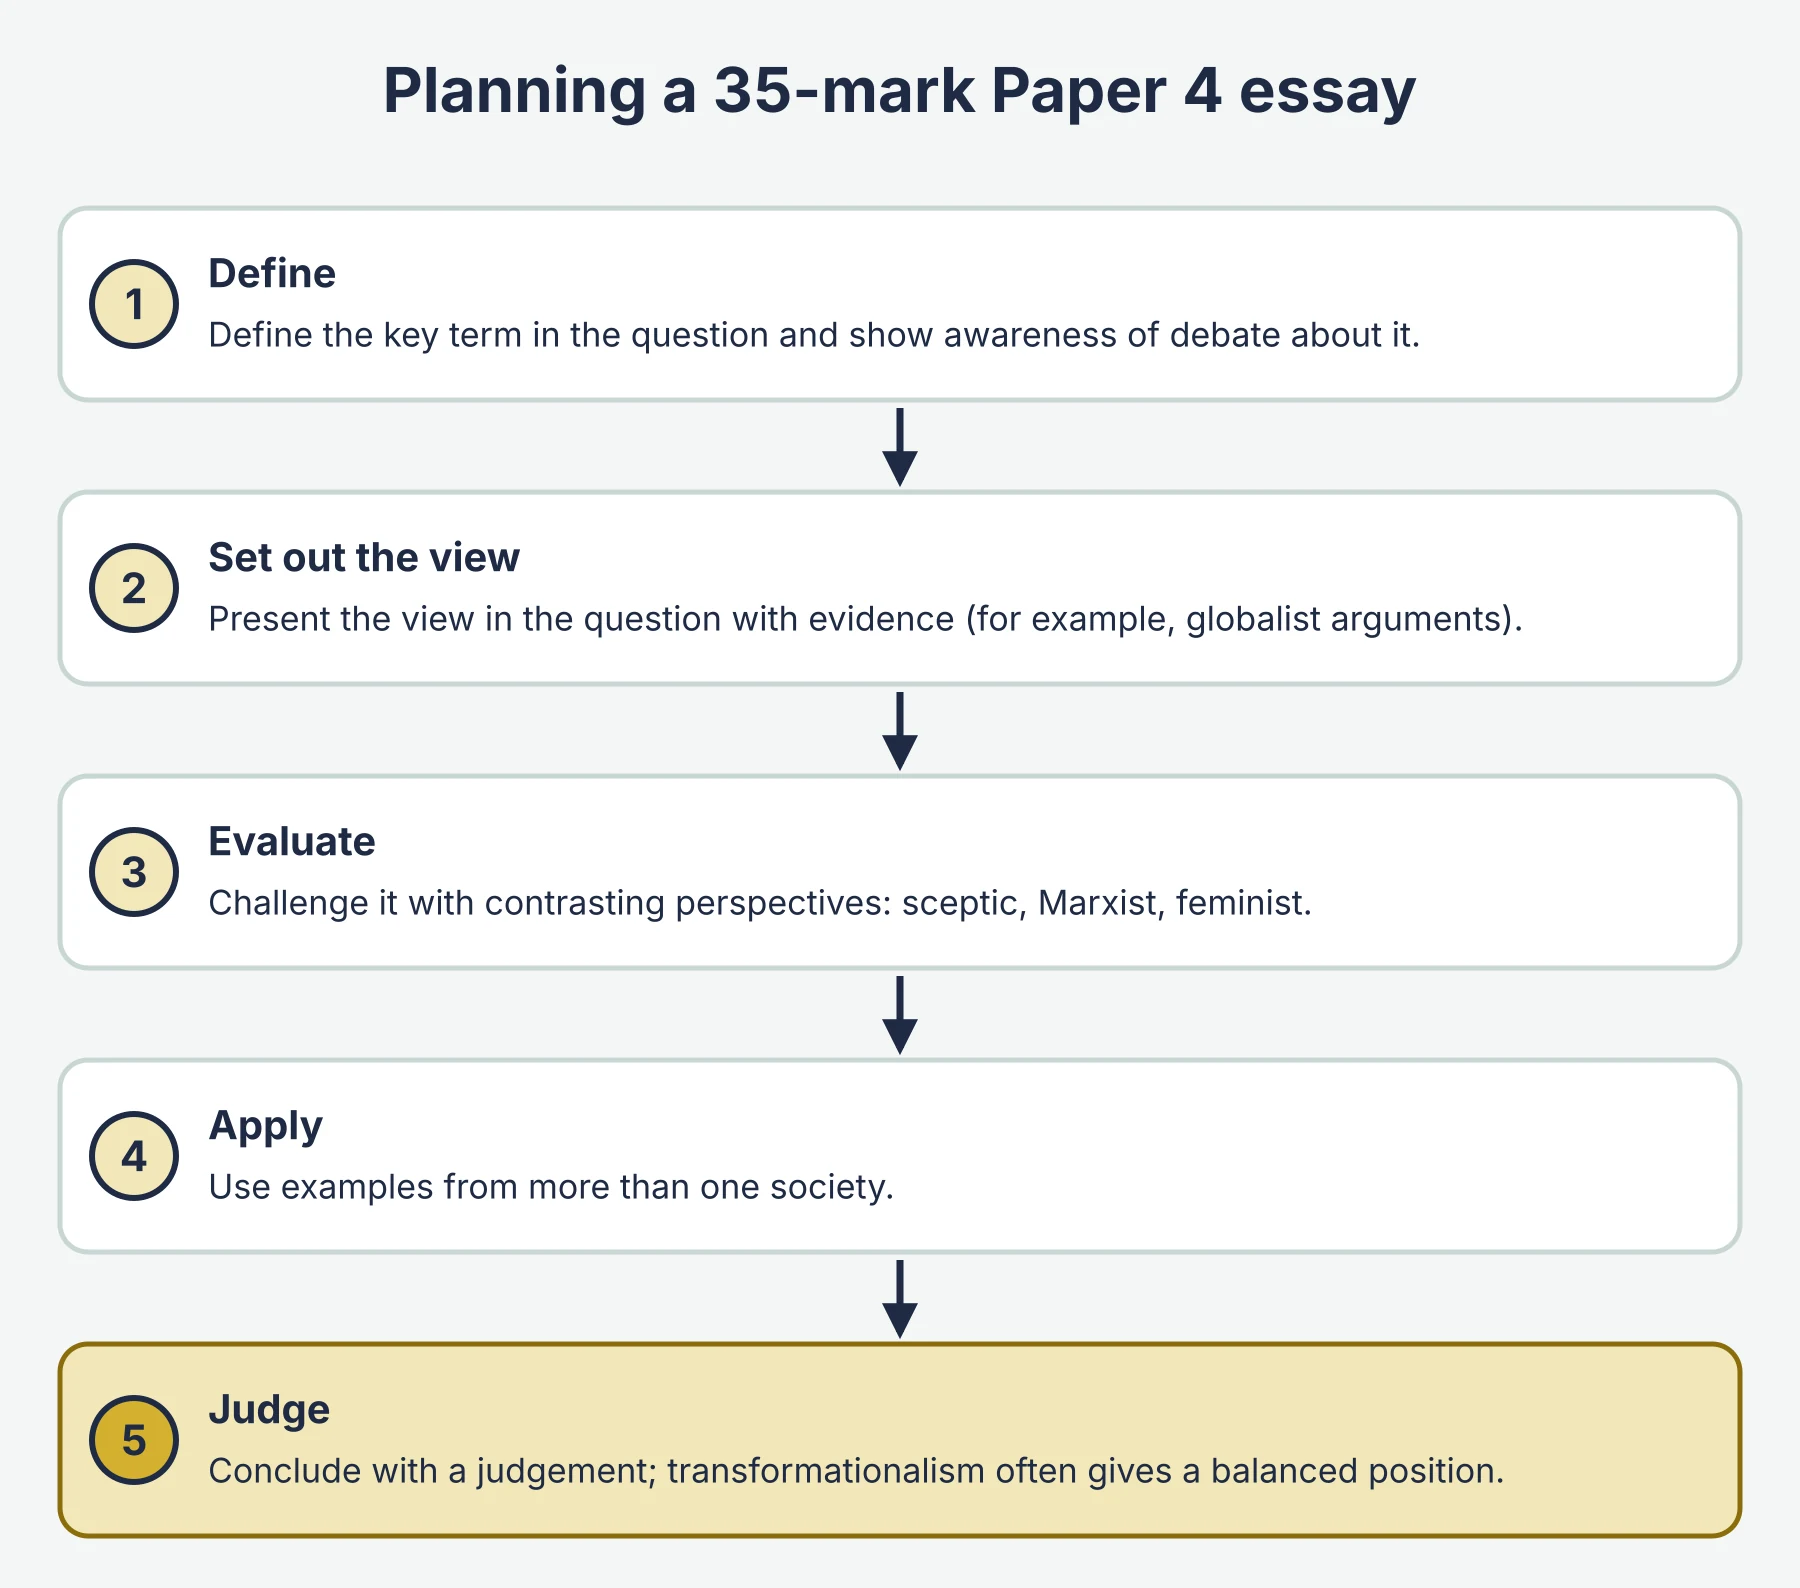 Planning a 35-mark Paper 4 essay
1
Define
Define the key term in the question and show awareness of debate about it.
2
Set out the view
Present the view in the question with evidence (for example, globalist arguments).
3
Evaluate
Challenge it with contrasting perspectives: sceptic, Marxist, feminist.
4
Apply
Use examples from more than one society.
5
Judge
Conclude with a judgement; transformationalism often gives a balanced position.